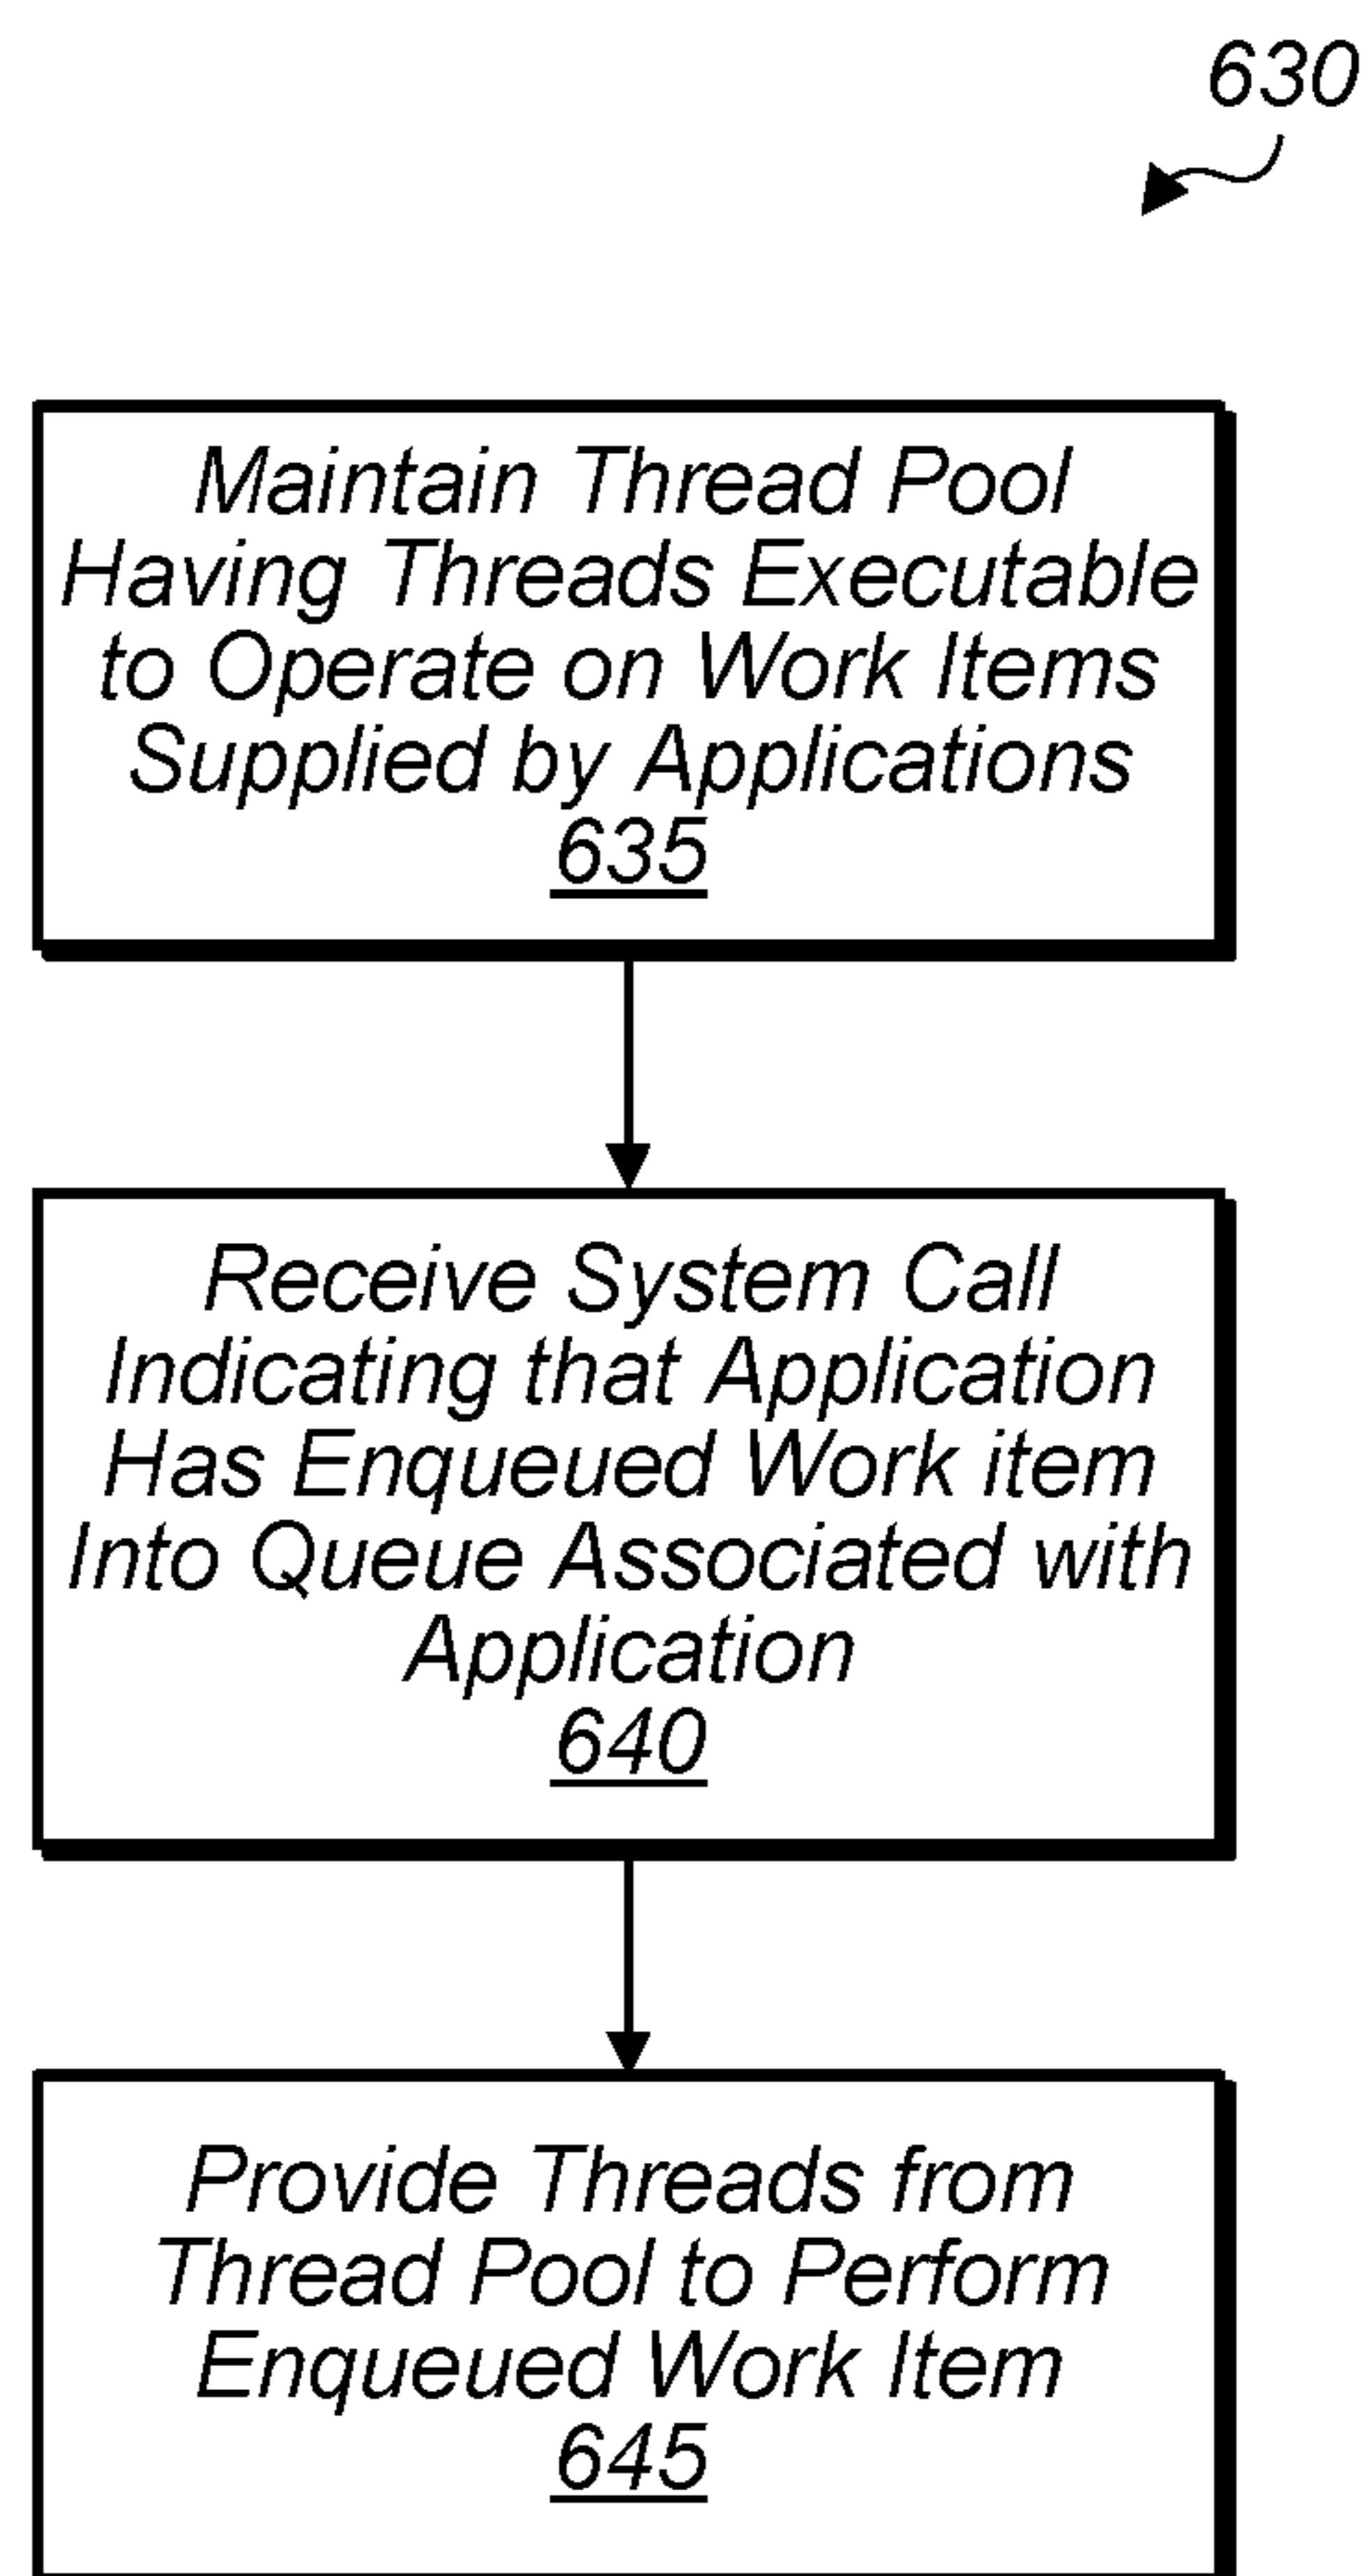 630
Maintain Thread Pool
Having Threads Executable
to Operate on Work Items
Supplied by Applications
635
Receive System Call
Indicating that Application
Has Enqueued Work item
Into Queue Associated with
Application
640
Provide Threads from
Thread Pool to Perform
Enqueued Work Item
645